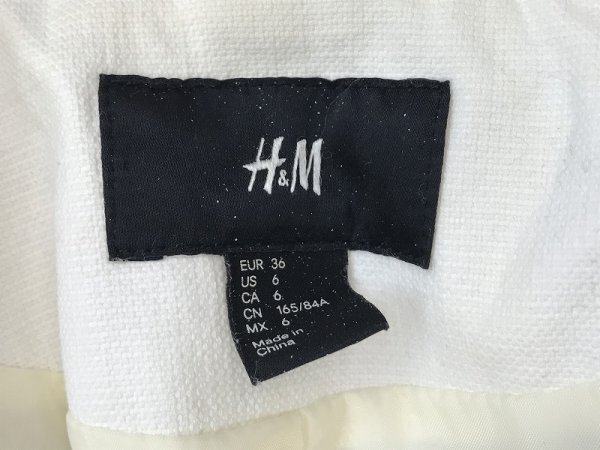 H&M
EUR 36
US 6
CA 6
CN 165/84A
MX 6
Made in
China